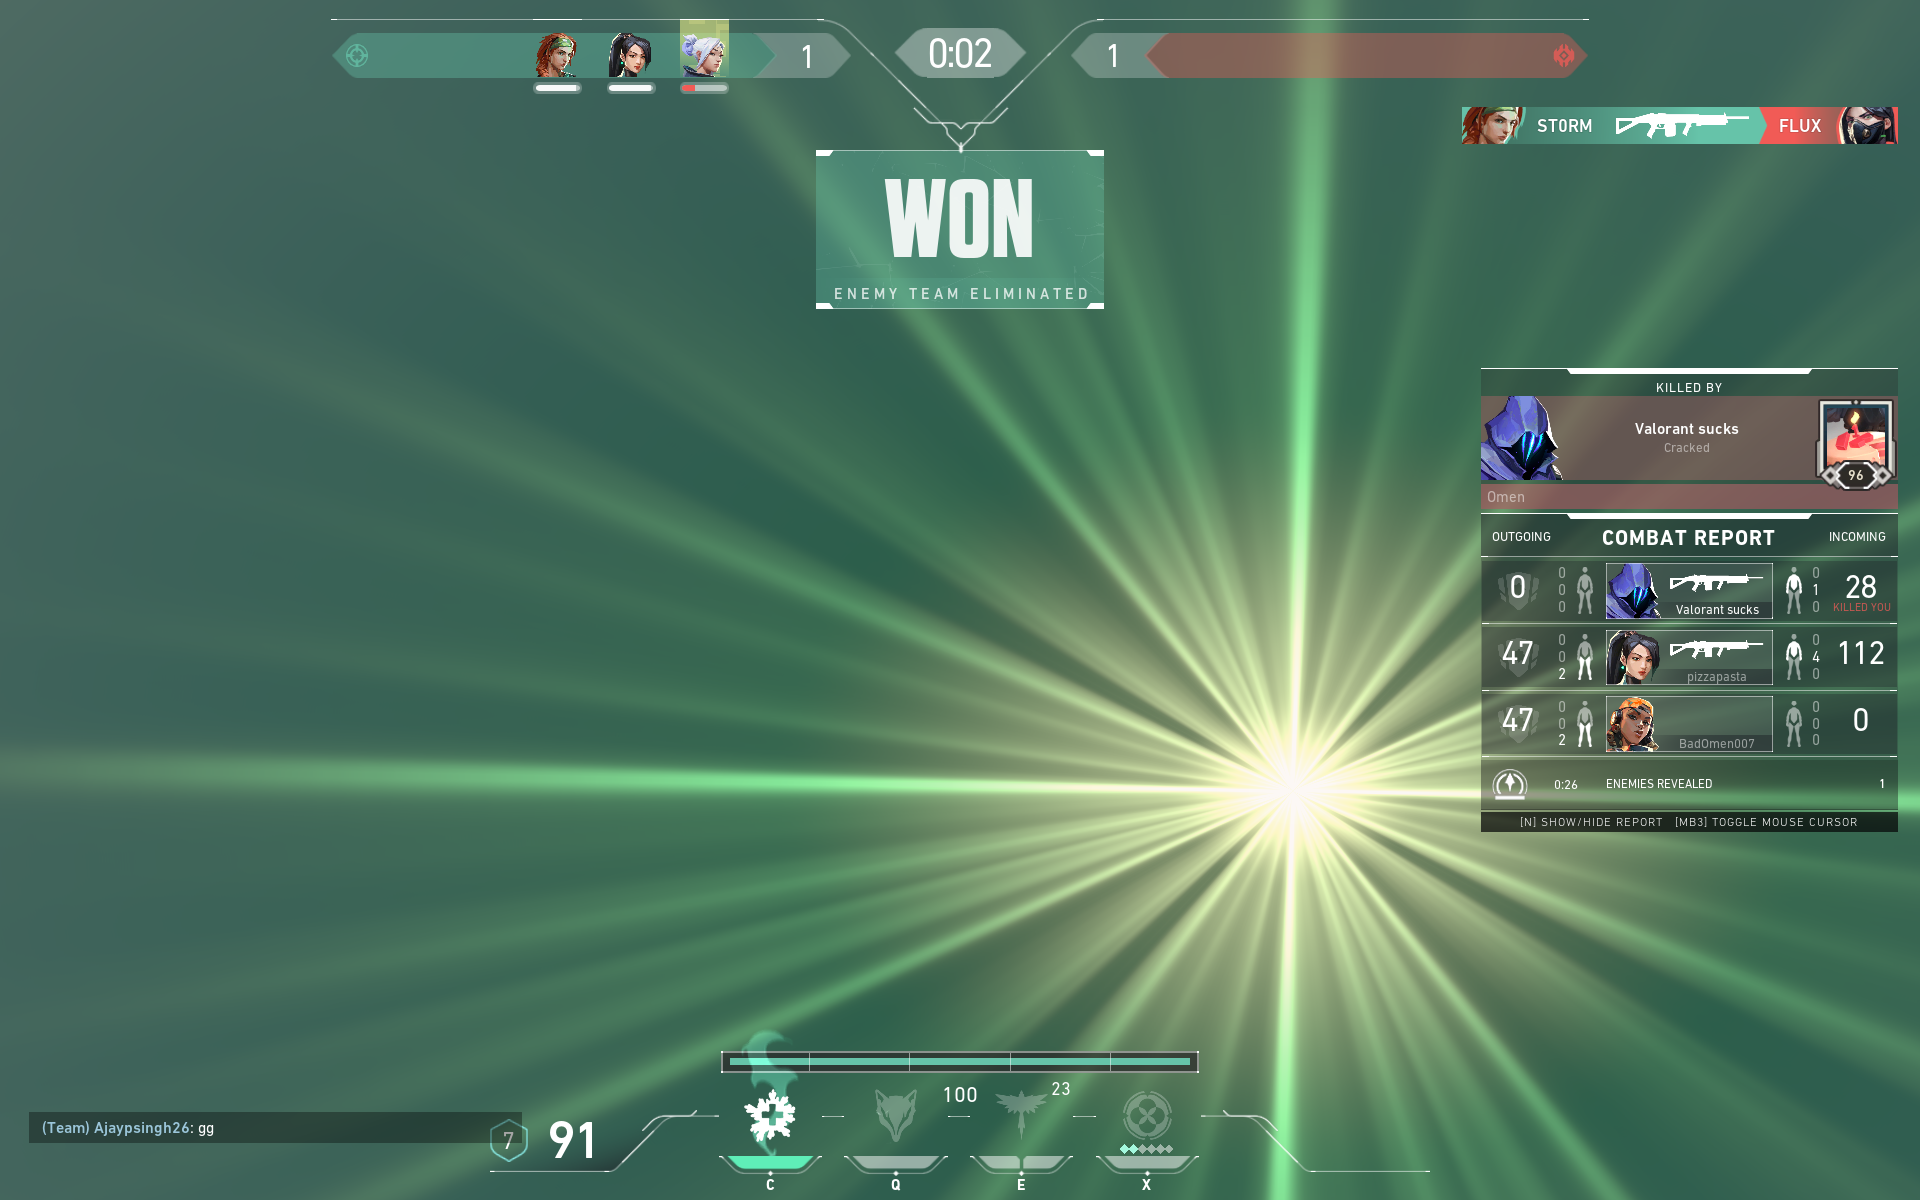 1
0:02
1
ST0RM
FLUX
WON
ENEMY TEAM ELIMINATED
KILLED BY
Valorant sucks
Cracked
96
Omen
OUTGOING
COMBAT REPORT
INCOMING
0
0
0
0
Valorant sucks
0
1
0
28
KILLED YOU
47
0
0
2
pizzapasta
0
4
0
112
47
0
0
2
BadOmen007
0
0
0
0
0:26
ENEMIES REVEALED
1
[N] SHOW/HIDE REPORT [MB3] TOGGLE MOUSE CURSOR
100
23
(Team) Ajaypsingh26: gg
7
91
C
Q
E
X